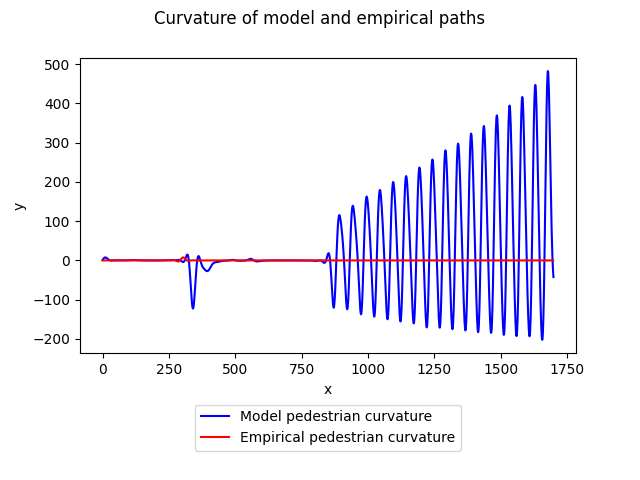 Curvature of model and empirical paths
500
400
300
200
100
0
−100
−200
y
0 250 500 750 1000 1250 1500 1750
x
Model pedestrian curvature
Empirical pedestrian curvature